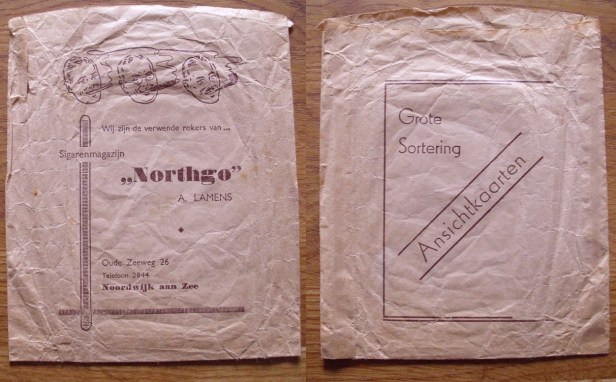 Wij zijn de verwende rokers van ...
Sigarenmagazijn
„Northgo”
A. LAMENS
Oude Zeeweg 26
Telefoon 2844
Noordwijk aan Zee
Grote
Sortering
Ansichtkaarten